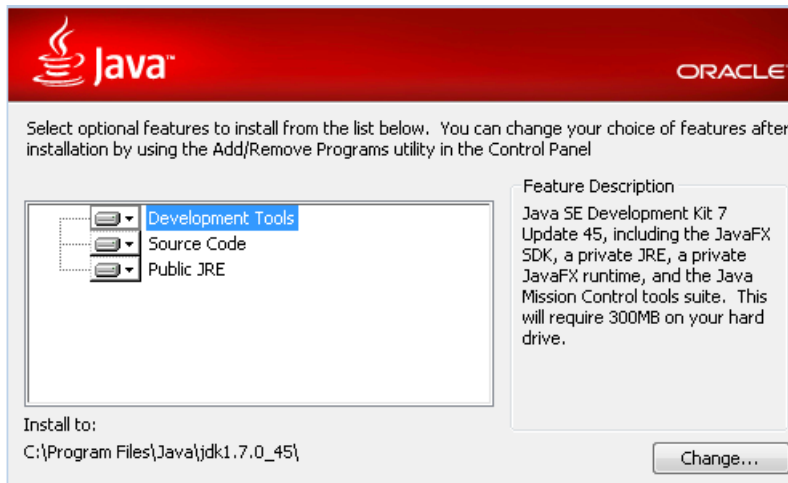 Java™
ORACLE
Select optional features to install from the list below. You can change your choice of features after
installation by using the Add/Remove Programs utility in the Control Panel
Development Tools
Source Code
Public JRE
Feature Description
Java SE Development Kit 7
Update 45, including the JavaFX
SDK, a private JRE, a private
JavaFX runtime, and the Java
Mission Control tools suite. This
will require 300MB on your hard
drive.
Install to:
C:\Program Files\Java\jdk1.7.0_45\
Change...